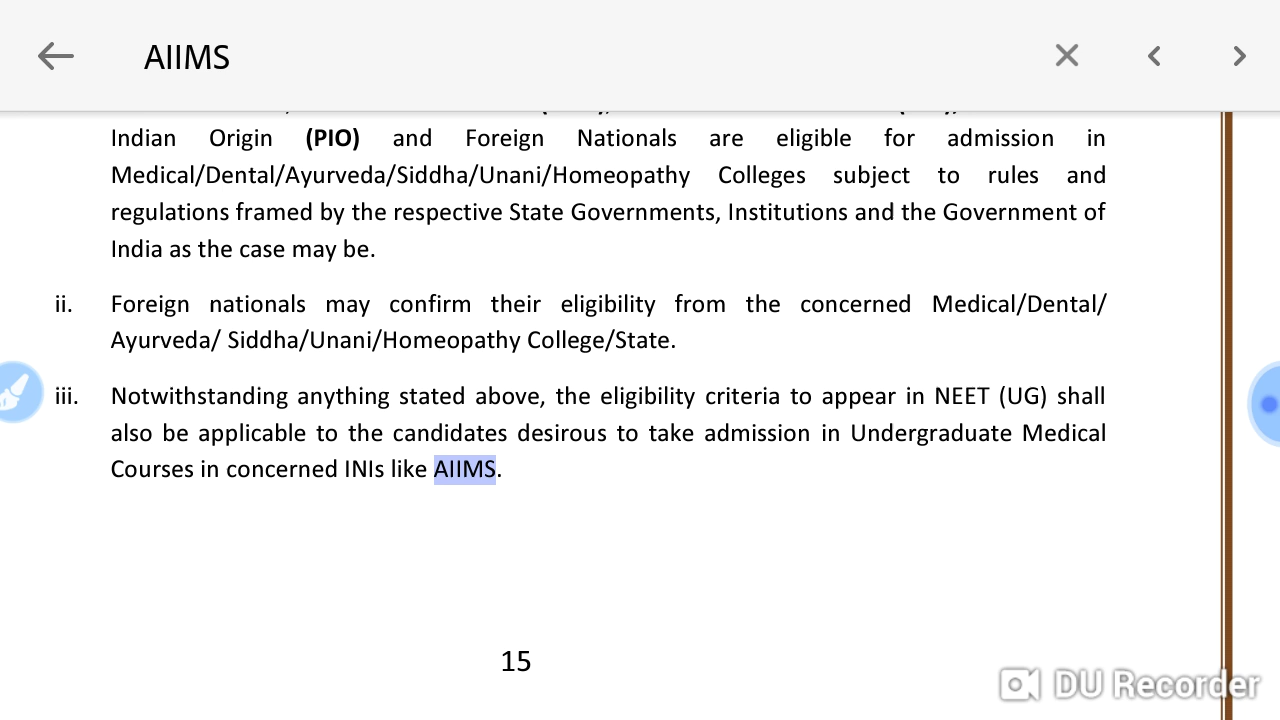 AIIMS
Indian Origin (PIO) and Foreign Nationals are eligible for admission in
Medical/Dental/Ayurveda/Siddha/Unani/Homeopathy Colleges subject to rules and
regulations framed by the respective State Governments, Institutions and the Government of
India as the case may be.
ii. Foreign nationals may confirm their eligibility from the concerned Medical/Dental/
Ayurveda/ Siddha/Unani/Homeopathy College/State.
iii. Notwithstanding anything stated above, the eligibility criteria to appear in NEET (UG) shall
also be applicable to the candidates desirous to take admission in Undergraduate Medical
Courses in concerned INIs like AIIMS.
15
DU Recorder